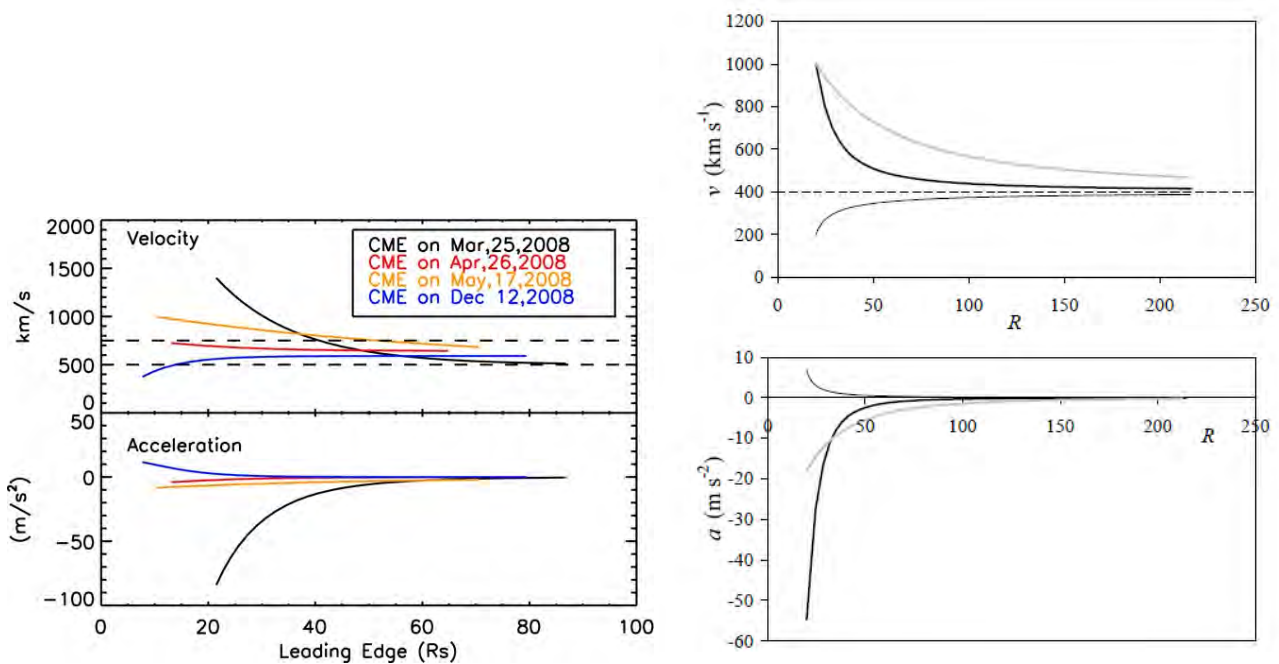 2000
Velocity
1500
1000
500
0
km/s
CME on Mar,25,2008
CME on Apr,26,2008
CME on May,17,2008
CME on Dec 12,2008
50
Acceleration
0
−50
−100
(m/s²)
0 20 40 60 80 100
Leading Edge (Rs)
1200
1000
800
600
400
200
0
v (km s⁻¹)
0 50 100 150 200 250
R
10
0
-10
-20
-30
-40
-50
-60
a (m s⁻²)
0 50 100 150 200 250
R